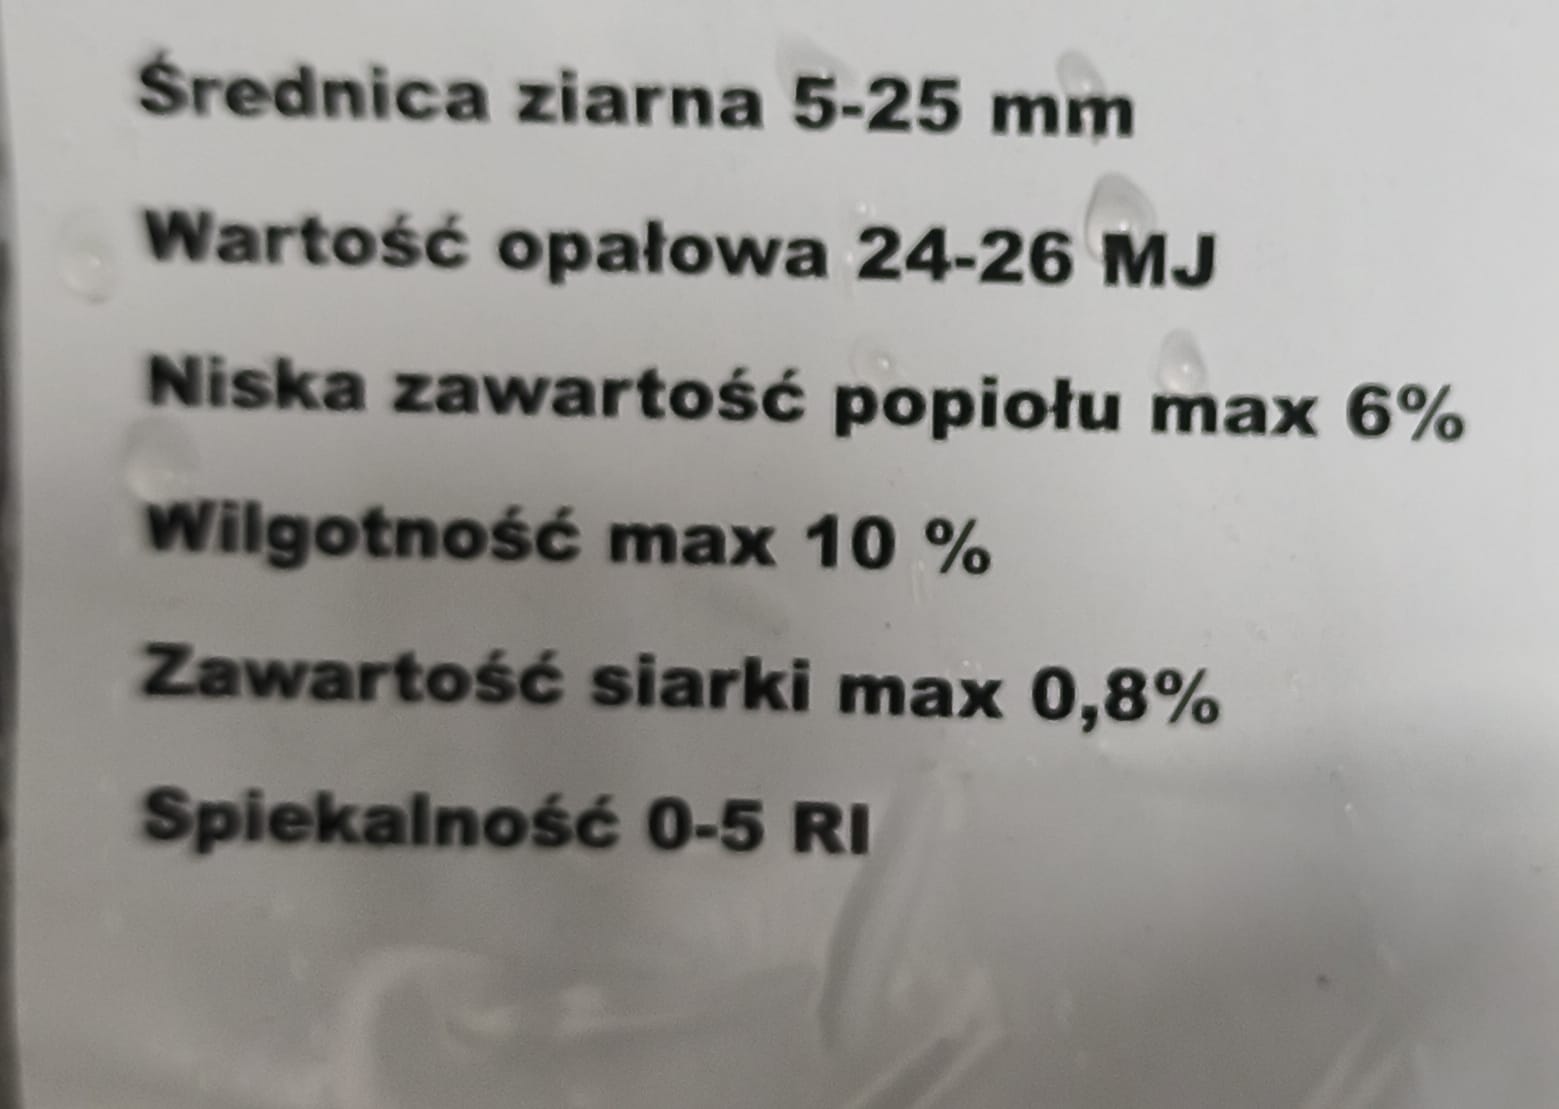 Średnica ziarna 5-25 mm
Wartość opałowa 24-26 MJ
Niska zawartość popiołu max 6%
Wilgotność max 10 %
Zawartość siarki max 0,8%
Spiekalność 0-5 RI